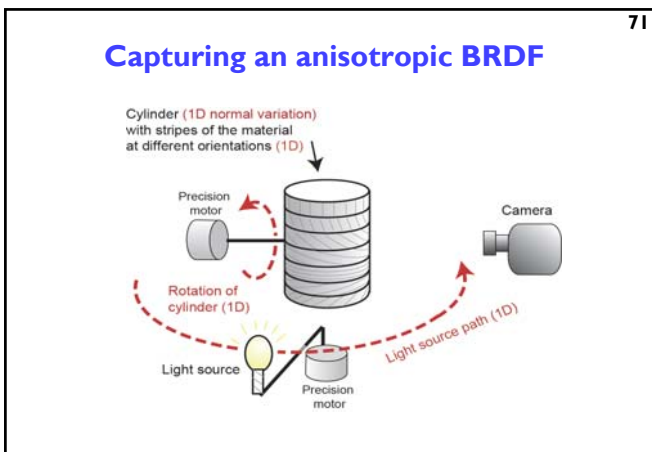 71
Capturing an anisotropic BRDF
Cylinder (1D normal variation)
with stripes of the material
at different orientations (1D)
Precision
motor
Camera
Rotation of
cylinder (1D)
Light source path (1D)
Light source
Precision
motor